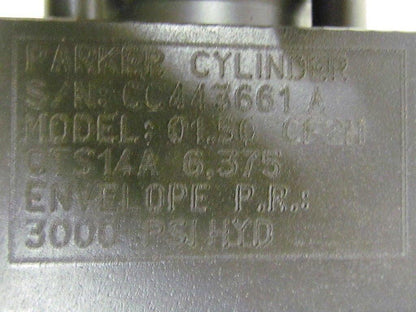 PARKER CYLINDER
S/N: CC443661 A
MODEL: 01.50
6.375
ENVELOPE P.R.:
3000 PSI HYD